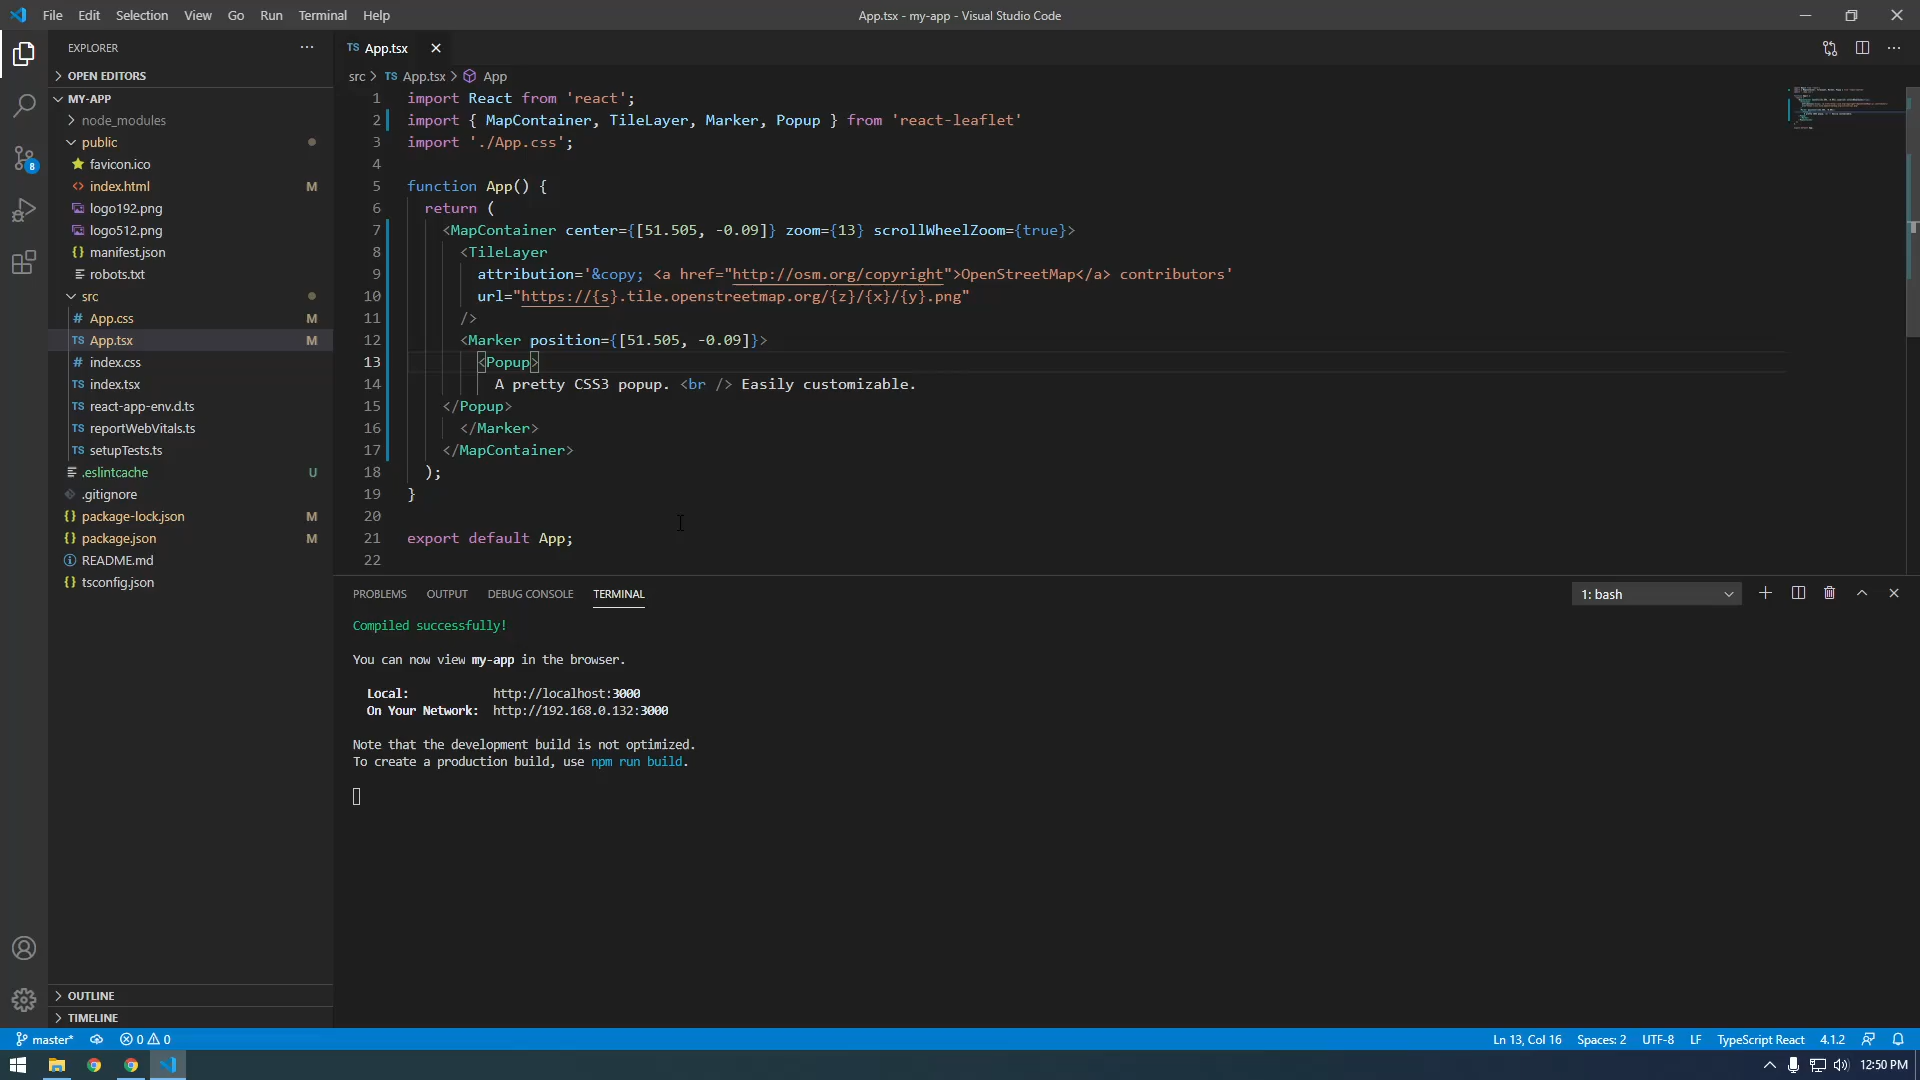 File Edit Selection View Go Run Terminal Help
App.tsx - my-app - Visual Studio Code
EXPLORER
OPEN EDITORS
MY-APP
node_modules
public
favicon.ico
index.html M
logo192.png
logo512.png
manifest.json
robots.txt
src
App.css M
TS App.tsx M
index.css
TS index.tsx
TS react-app-env.d.ts
TS reportWebVitals.ts
TS setupTests.ts
.eslintcache U
.gitignore
package-lock.json M
package.json M
README.md
tsconfig.json
OUTLINE
TIMELINE
8
TS App.tsx
src > TS App.tsx > App
1 import React from 'react';
2 import { MapContainer, TileLayer, Marker, Popup } from 'react-leaflet'
3 import './App.css';
4
5 function App() {
6 return (
7 <MapContainer center={[51.505, -0.09]} zoom={13} scrollWheelZoom={true}>
8 <TileLayer
9 attribution='&copy; <a href="http://osm.org/copyright">OpenStreetMap</a> contributors'
10 url="https://{s}.tile.openstreetmap.org/{z}/{x}/{y}.png"
11 />
12 <Marker position={[51.505, -0.09]}>
13 <Popup>
14 A pretty CSS3 popup. <br /> Easily customizable.
15 </Popup>
16 </Marker>
17 </MapContainer>
18 );
19 }
20
21 export default App;
22
PROBLEMS OUTPUT DEBUG CONSOLE TERMINAL
1: bash
Compiled successfully!
You can now view my-app in the browser.
Local: http://localhost:3000
On Your Network: http://192.168.0.132:3000
Note that the development build is not optimized.
To create a production build, use npm run build.
master* 0 0
Ln 13, Col 16 Spaces: 2 UTF-8 LF TypeScript React 4.1.2
12:50 PM